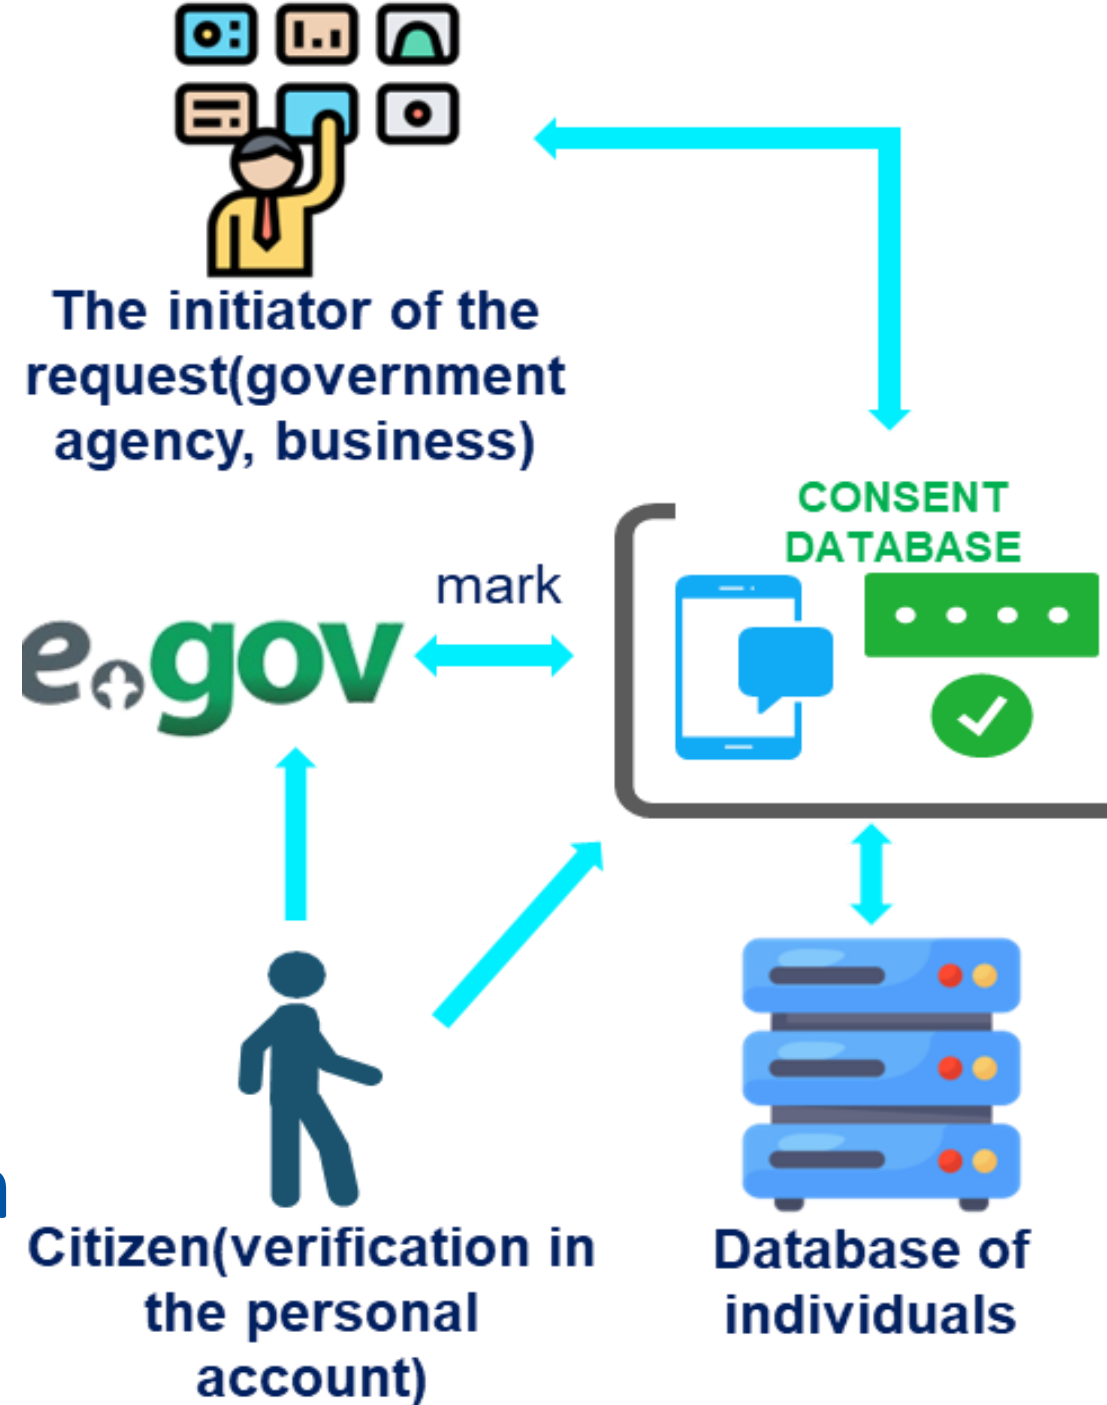 The initiator of the
request(government
agency, business)
CONSENT
DATABASE
mark
e.gov
Citizen(verification in
the personal
account)
Database of
individuals